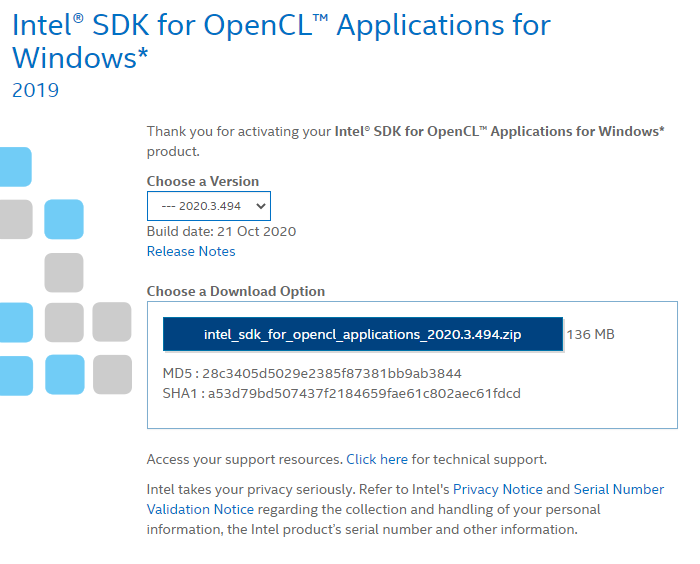 Intel® SDK for OpenCL™ Applications for
Windows*
2019
Thank you for activating your Intel® SDK for OpenCL™ Applications for Windows*
product.
Choose a Version
--- 2020.3.494
Build date: 21 Oct 2020
Release Notes
Choose a Download Option
intel_sdk_for_opencl_applications_2020.3.494.zip 136 MB
MD5 : 28c3405d5029e2385f87381bb9ab3844
SHA1 : a53d79bd507437f2184659fae61c802aec61fdcd
Access your support resources. Click here for technical support.
Intel takes your privacy seriously. Refer to Intel's Privacy Notice and Serial Number
Validation Notice regarding the collection and handling of your personal
information, the Intel product's serial number and other information.